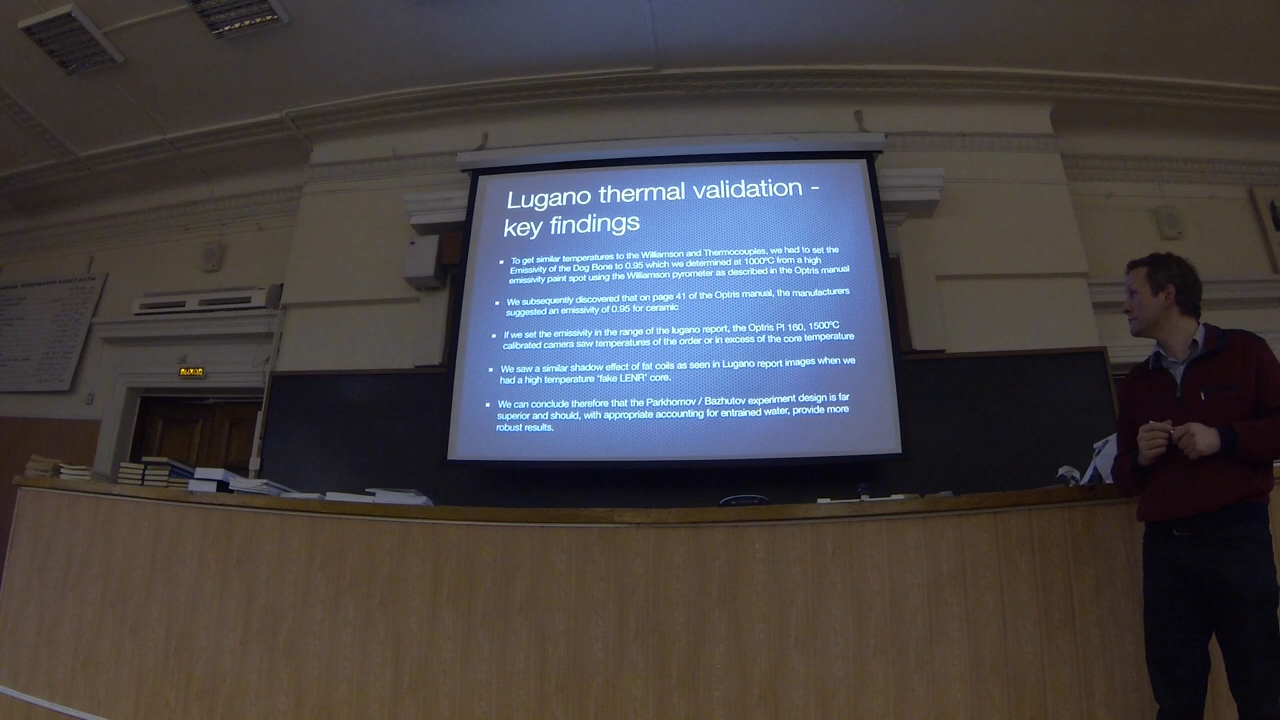 Lugano thermal validation -
key findings
To get similar temperatures to the Williamson and Thermocouples, we had to set the
Emissivity of the Dog Bone to 0.95 which we determined at 1000ºC from a high
emissivity paint spot using the Williamson pyrometer as described in the Optris manual
We subsequently discovered that on page 41 of the Optris manual, the manufacturers
suggested an emissivity of 0.95 for ceramic
If we set the emissivity in the range of the lugano report, the Optris PI 160, 1500ºC
calibrated camera saw temperatures of the order or in excess of the core temperature
We saw a similar shadow effect of fat coils as seen in Lugano report images when we
had a high temperature 'fake LENR' core.
We can conclude therefore that the Parkhomov / Bazhutov experiment design is far
superior and should, with appropriate accounting for entrained water, provide more
robust results.
ВЫХОД